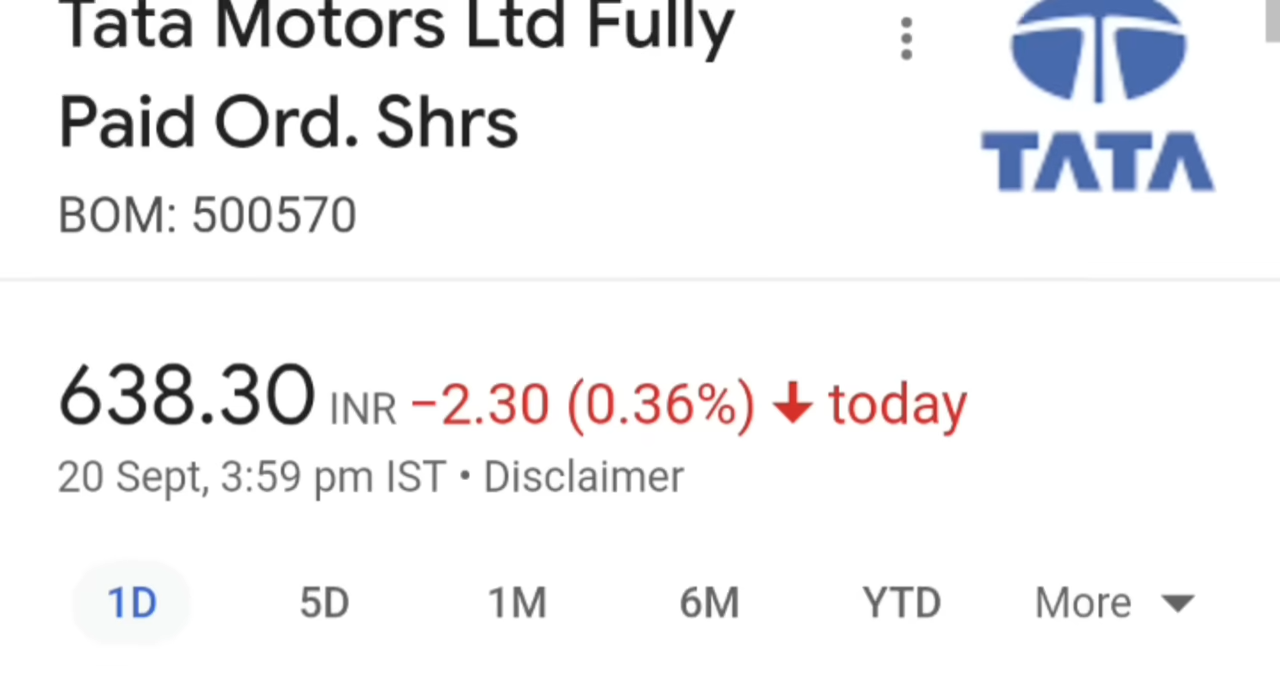 Tata Motors Ltd Fully
Paid Ord. Shrs
TATA
BOM: 500570
638.30 INR −2.30 (0.36%) ↓ today
20 Sept, 3:59 pm IST • Disclaimer
1D 5D 1M 6M YTD More